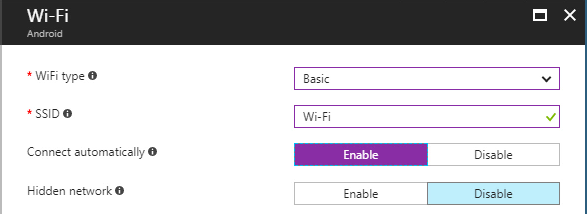 Wi-Fi
Android
* WiFi type
Basic
* SSID
Wi-Fi
Connect automatically
Enable Disable
Hidden network
Enable Disable